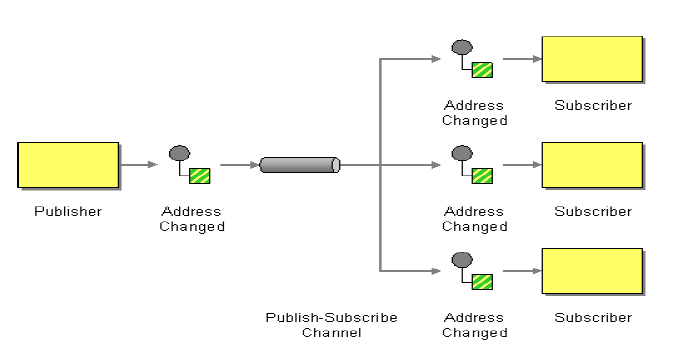 Address
Changed
Subscriber
Publisher
Address
Changed
Address
Changed
Subscriber
Publish-Subscribe
Channel
Address
Changed
Subscriber